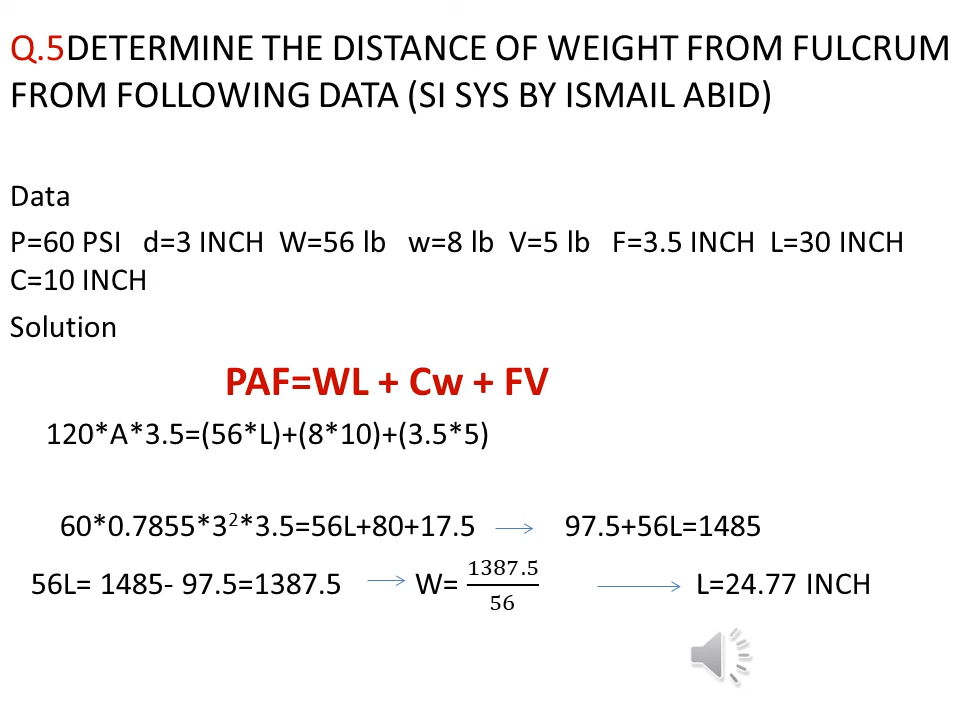 Q.5DETERMINE THE DISTANCE OF WEIGHT FROM FULCRUM
FROM FOLLOWING DATA (SI SYS BY ISMAIL ABID)
Data
P=60 PSI d=3 INCH W=56 lb w=8 lb V=5 lb F=3.5 INCH L=30 INCH
C=10 INCH
Solution
PAF=WL + Cw + FV
120*A*3.5=(56*L)+(8*10)+(3.5*5)
60*0.7855*3²*3.5=56L+80+17.5 → 97.5+56L=1485
56L= 1485- 97.5=1387.5 → W= 1387.5/56 → L=24.77 INCH